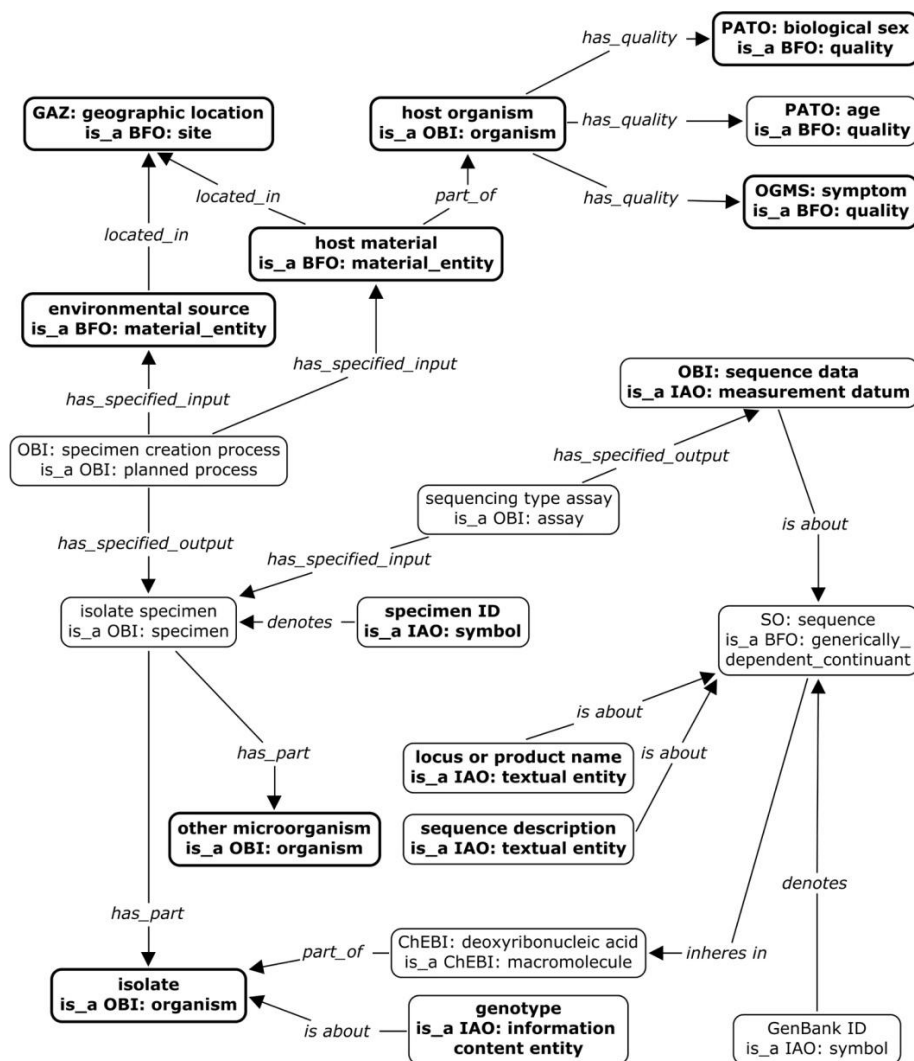 PATO: biological sex
is_a BFO: quality
has_quality
GAZ: geographic location
is_a BFO: site
host organism
is_a OBI: organism
has_quality
PATO: age
is_a BFO: quality
has_quality
OGMS: symptom
is_a BFO: quality
located_in
part_of
located_in
host material
is_a BFO: material_entity
environmental source
is_a BFO: material_entity
has_specified_input
has_specified_input
OBI: sequence data
is_a IAO: measurement datum
OBI: specimen creation process
is_a OBI: planned process
has_specified_output
sequencing type assay
is_a OBI: assay
is about
has_specified_output
has_specified_input
isolate specimen
is_a OBI: specimen
denotes
specimen ID
is_a IAO: symbol
SO: sequence
is_a BFO: generically_
dependent_continuant
is about
has_part
locus or product name
is_a IAO: textual entity
is about
other microorganism
is_a OBI: organism
sequence description
is_a IAO: textual entity
denotes
has_part
part_of
ChEBI: deoxyribonucleic acid
is_a ChEBI: macromolecule
inheres in
isolate
is_a OBI: organism
is about
genotype
is_a IAO: information
content entity
GenBank ID
is_a IAO: symbol